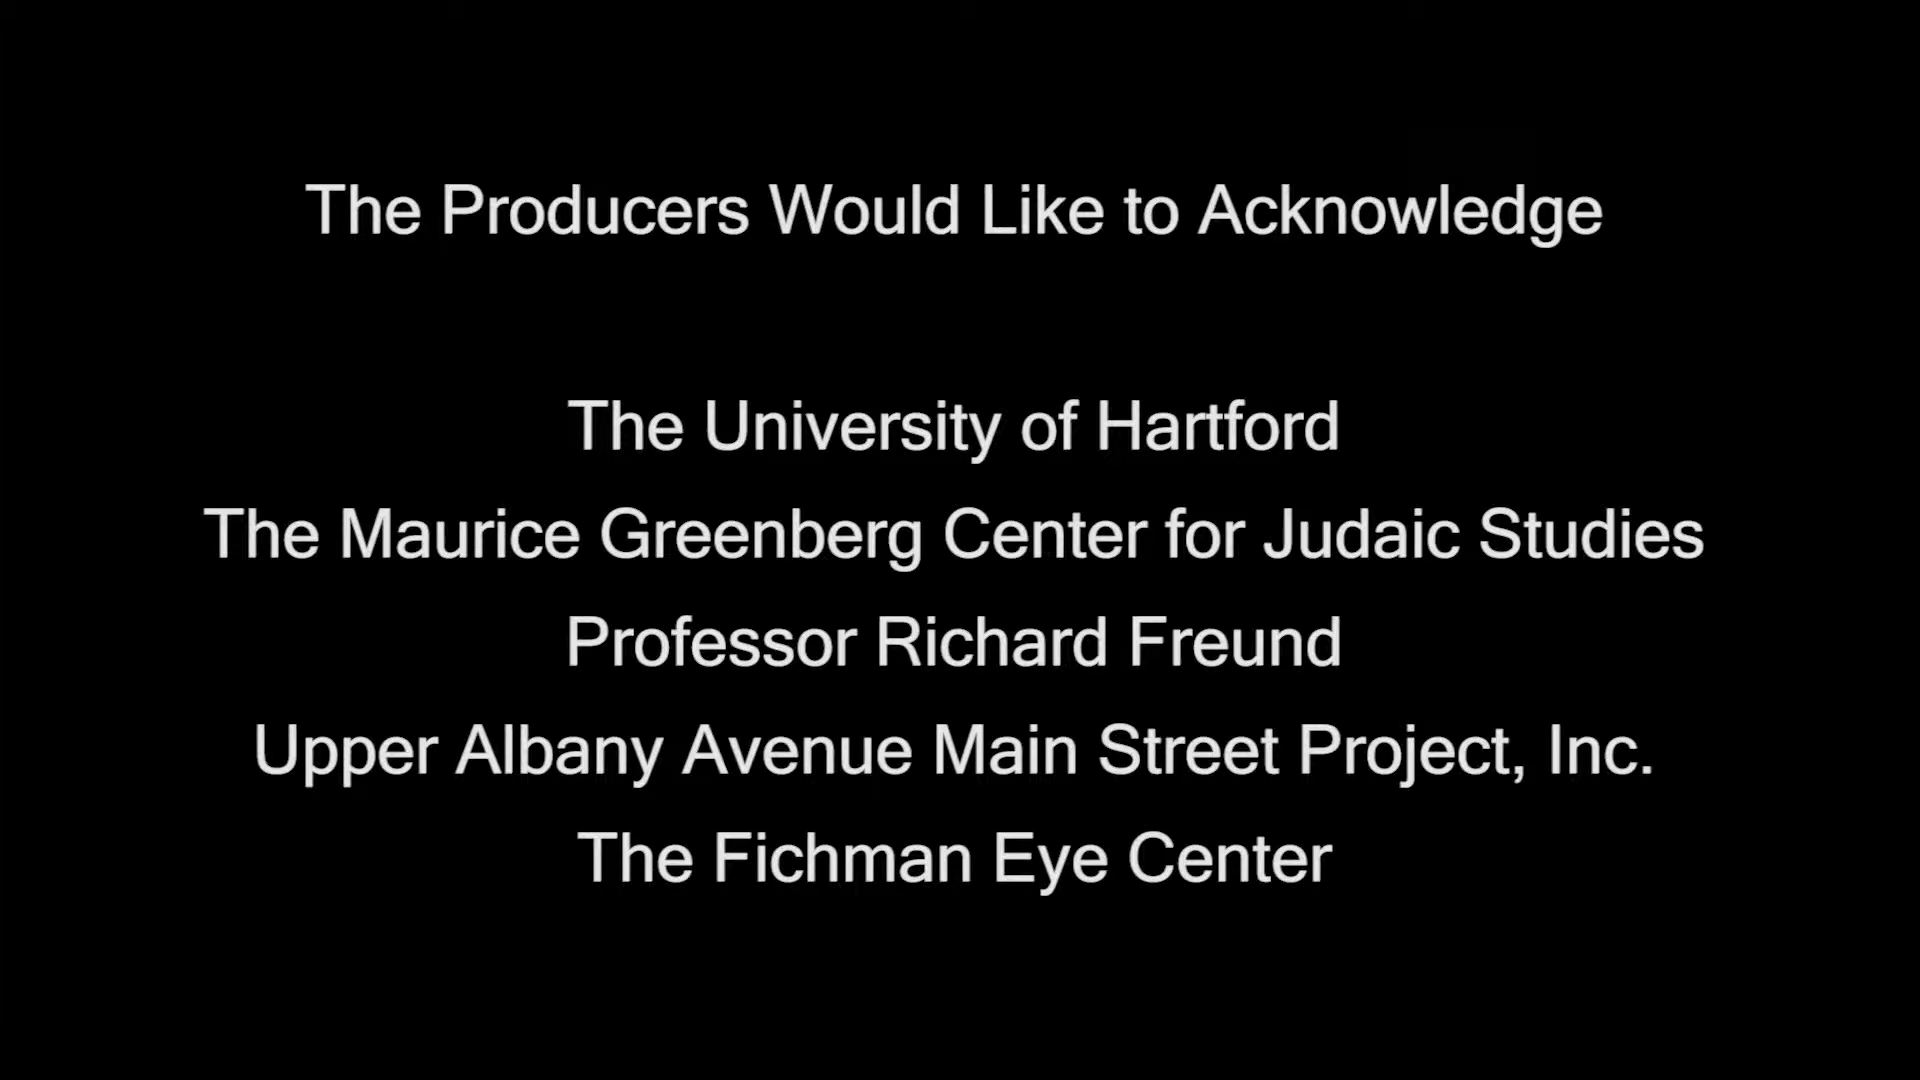 The Producers Would Like to Acknowledge
The University of Hartford
The Maurice Greenberg Center for Judaic Studies
Professor Richard Freund
Upper Albany Avenue Main Street Project, Inc.
The Fichman Eye Center